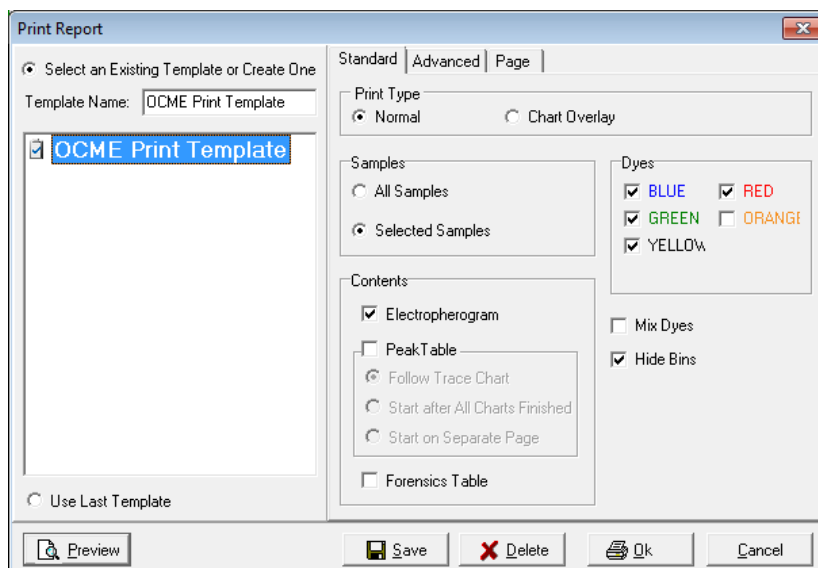 Print Report
Select an Existing Template or Create One
Template Name: OCME Print Template
OCME Print Template
Use Last Template
Standard Advanced Page
Print Type
Normal Chart Overlay
Samples
All Samples
Selected Samples
Dyes
BLUE RED
GREEN ORANGE
YELLOW
Contents
Electropherogram
PeakTable
Follow Trace Chart
Start after All Charts Finished
Start on Separate Page
Forensics Table
Mix Dyes
Hide Bins
Preview Save Delete Ok Cancel